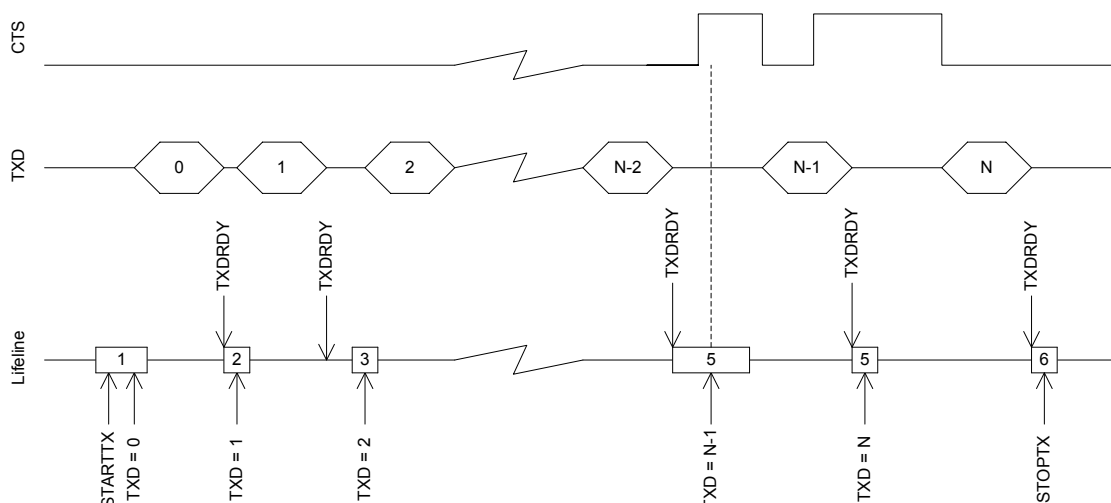 CTS
TXD
0
1
2
N-2
N-1
N
TXDRDY
TXDRDY
TXDRDY
TXDRDY
TXDRDY
Lifeline
1
2
3
5
5
6
STARTTX
TXD = 0
TXD = 1
TXD = 2
TXD = N-1
TXD = N
STOPTX